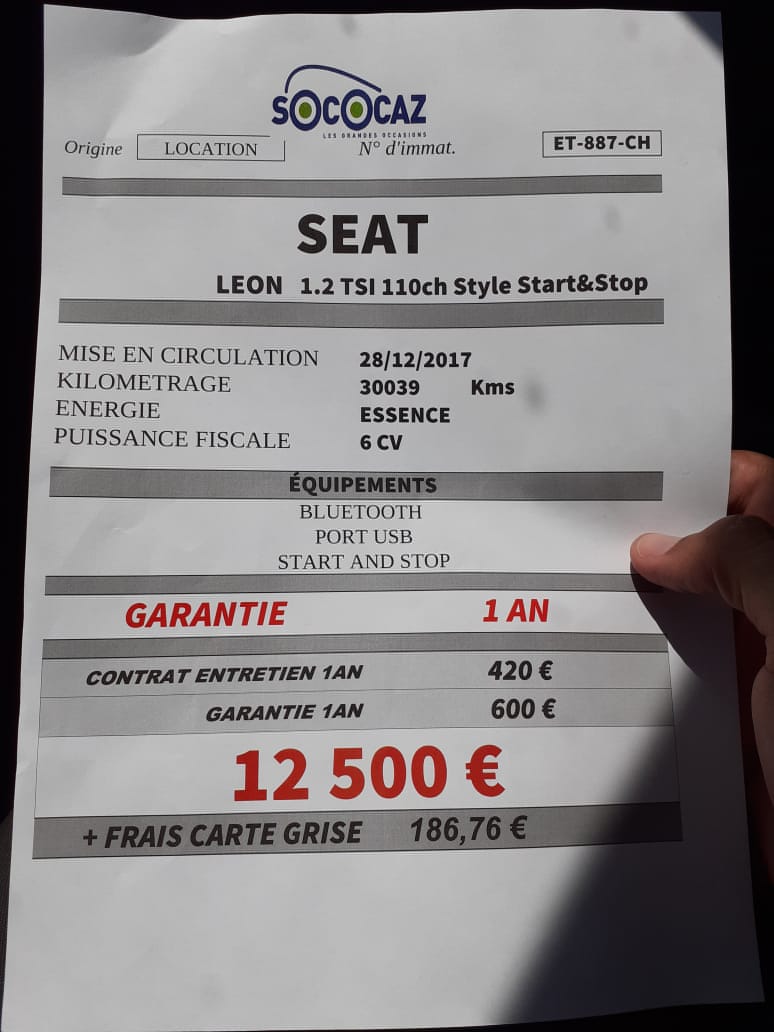 SOCOCAZ
LES GRANDES OCCASIONS
Origine LOCATION N° d'immat. ET-887-CH
SEAT
LEON 1.2 TSI 110ch Style Start&Stop
MISE EN CIRCULATION 28/12/2017
KILOMETRAGE 30039 Kms
ENERGIE ESSENCE
PUISSANCE FISCALE 6 CV
ÉQUIPEMENTS
BLUETOOTH
PORT USB
START AND STOP
GARANTIE 1 AN
CONTRAT ENTRETIEN 1AN 420 €
GARANTIE 1AN 600 €
12 500 €
+ FRAIS CARTE GRISE 186,76 €